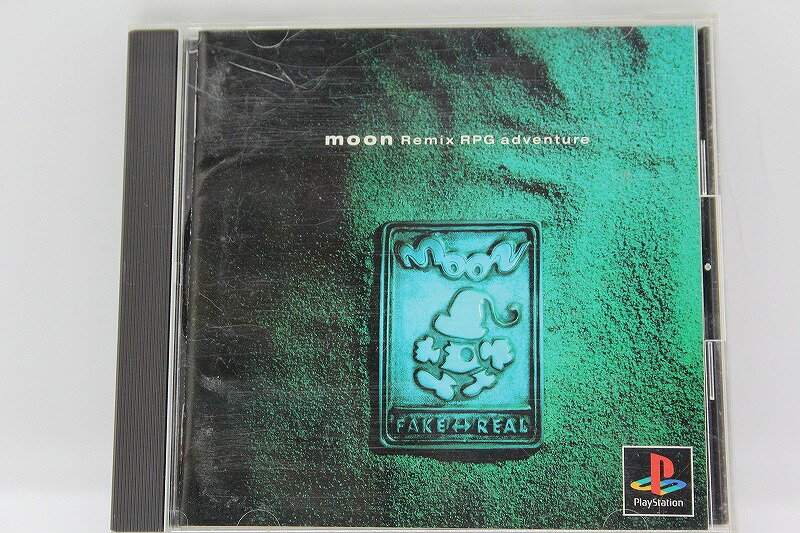 moon Remix RPG adventure
MOON
FAKE ↔ REAL
PlayStation